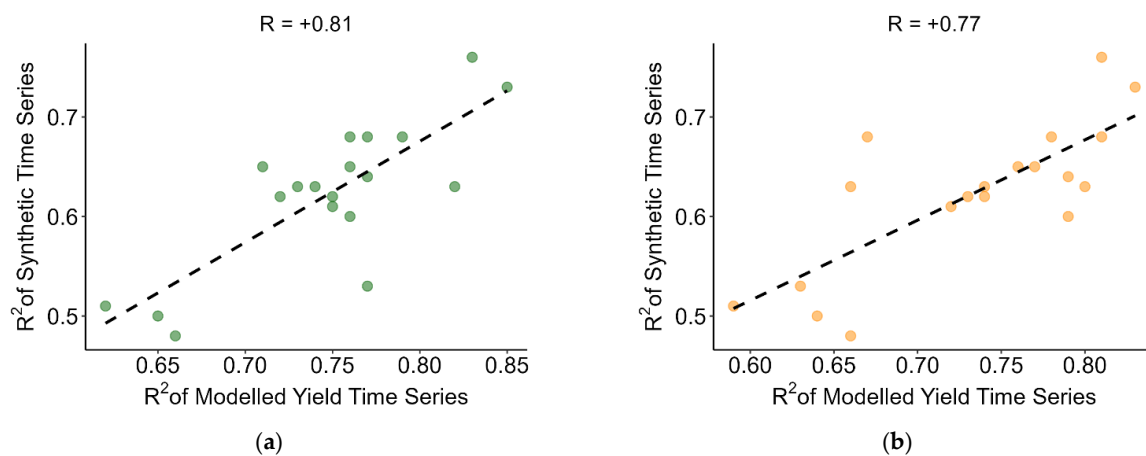 R = +0.81
R²of Synthetic Time Series
0.7
0.6
0.5
0.65 0.70 0.75 0.80 0.85
R²of Modelled Yield Time Series
(a)
R = +0.77
R²of Synthetic Time Series
0.7
0.6
0.5
0.60 0.65 0.70 0.75 0.80
R²of Modelled Yield Time Series
(b)